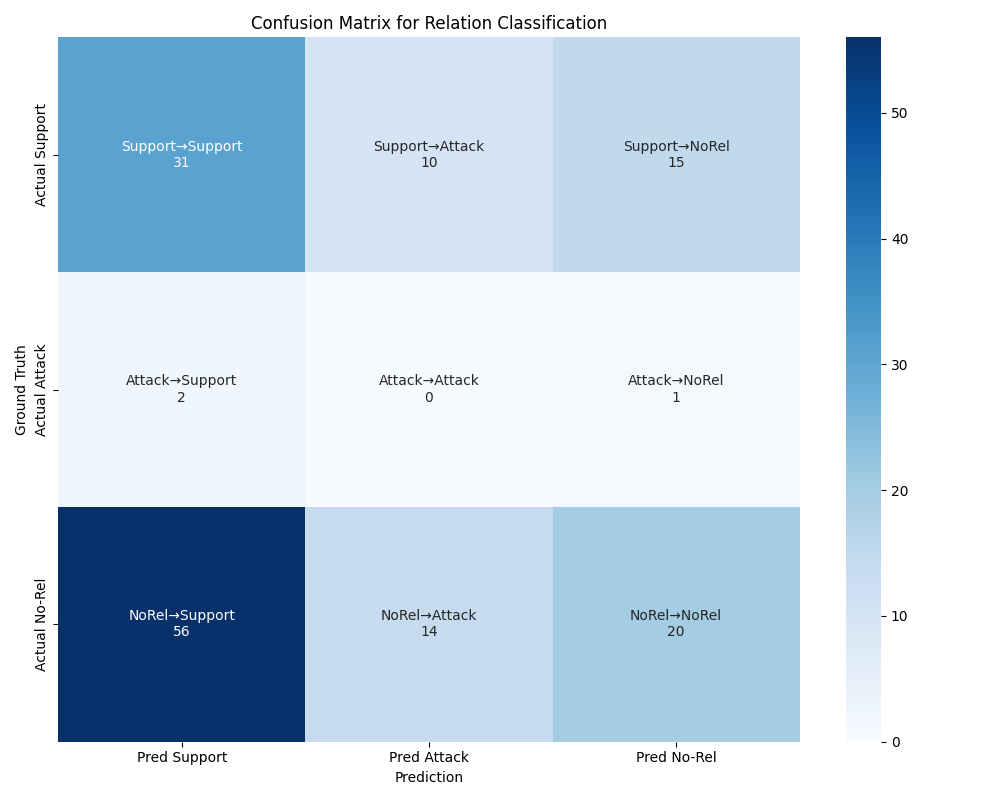 Confusion Matrix for Relation Classification
Ground Truth
Actual Support
Actual Attack
Actual No-Rel
Support→Support
31
Support→Attack
10
Support→NoRel
15
Attack→Support
2
Attack→Attack
0
Attack→NoRel
1
NoRel→Support
56
NoRel→Attack
14
NoRel→NoRel
20
Pred Support
Pred Attack
Pred No-Rel
Prediction
50
40
30
20
10
0